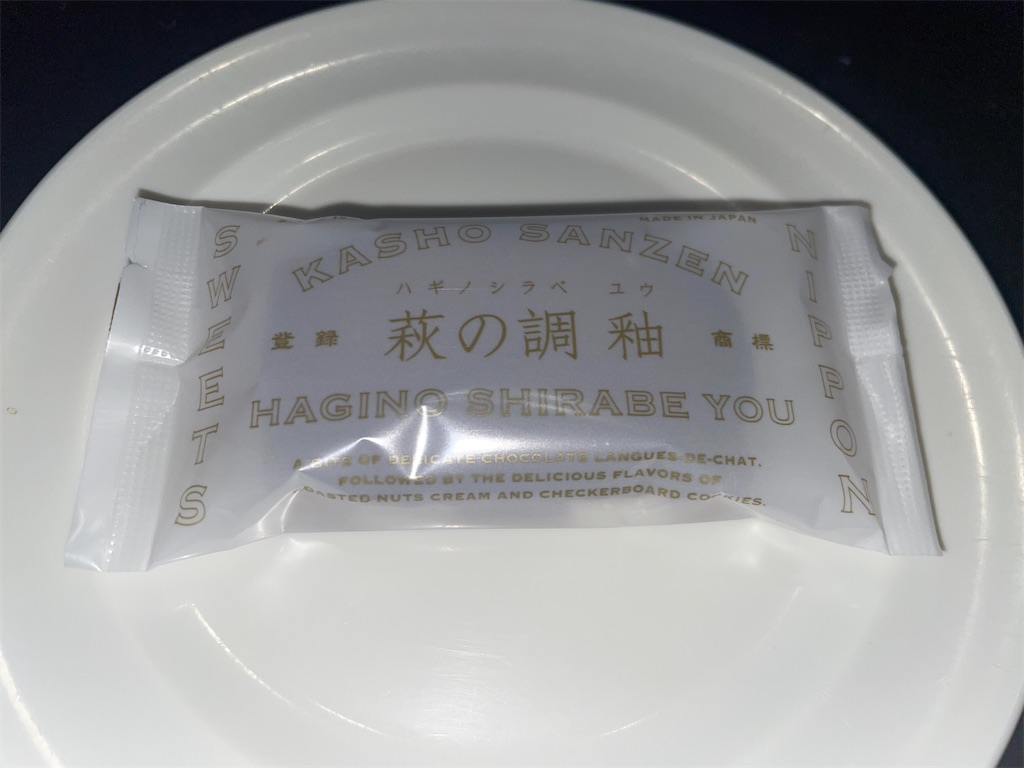 MADE IN JAPAN
SWEETS
KASHO SANZEN
NIPPON
ハギノシラベ ユウ
登録 萩の調 釉 商標
HAGINO SHIRABE YOU
A BITE OF DELICATE CHOCOLATE LANGUES-DE-CHAT,
FOLLOWED BY THE DELICIOUS FLAVORS OF
ROASTED NUTS CREAM AND CHECKERBOARD COOKIES.